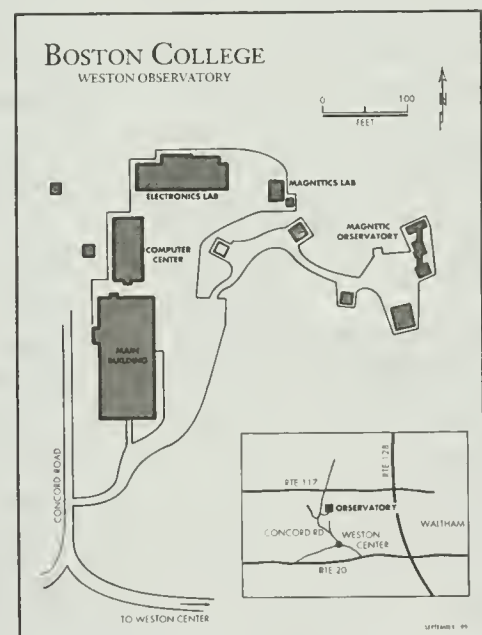 BOSTON COLLEGE
WESTON OBSERVATORY
0 100
FEET
N
ELECTRONICS LAB
MAGNETICS LAB
MAGNETIC
OBSERVATORY
COMPUTER
CENTER
MAIN
BUILDING
CONCORD ROAD
TO WESTON CENTER
RTE 117
RTE 128
OBSERVATORY
WALTHAM
CONCORD RD
WESTON
CENTER
RTE 20